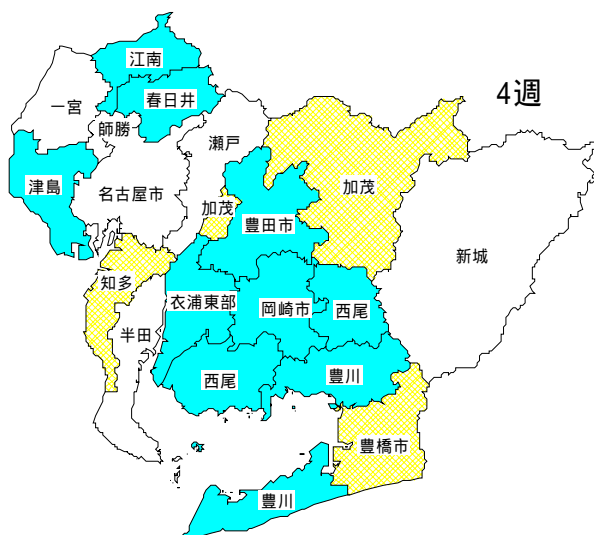 江南
4週
春日井
一宮
師勝
瀬戸
津島
加茂
名古屋市
加茂
豊田市
新城
知多
衣浦東部
岡崎市
西尾
半田
西尾
豊川
豊橋市
豊川